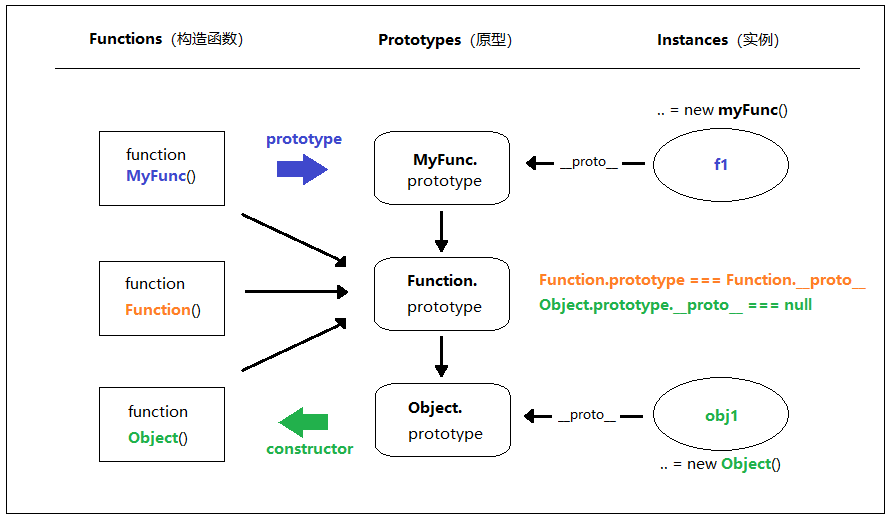 Functions（构造函数） Prototypes（原型） Instances（实例）
.. = new myFunc()
prototype
function
MyFunc()
MyFunc.
prototype
__proto__
f1
function
Function()
Function.
prototype
Function.prototype === Function.__proto__
Object.prototype.__proto__ === null
function
Object()
constructor
Object.
prototype
__proto__
obj1
.. = new Object()